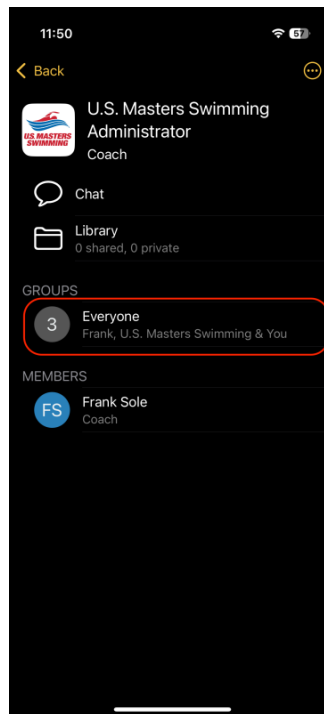 11:50
57
Back
U.S. Masters Swimming
Administrator
Coach
U.S. MASTERS
SWIMMING
Chat
Library
0 shared, 0 private
GROUPS
3
Everyone
Frank, U.S. Masters Swimming & You
MEMBERS
FS
Frank Sole
Coach